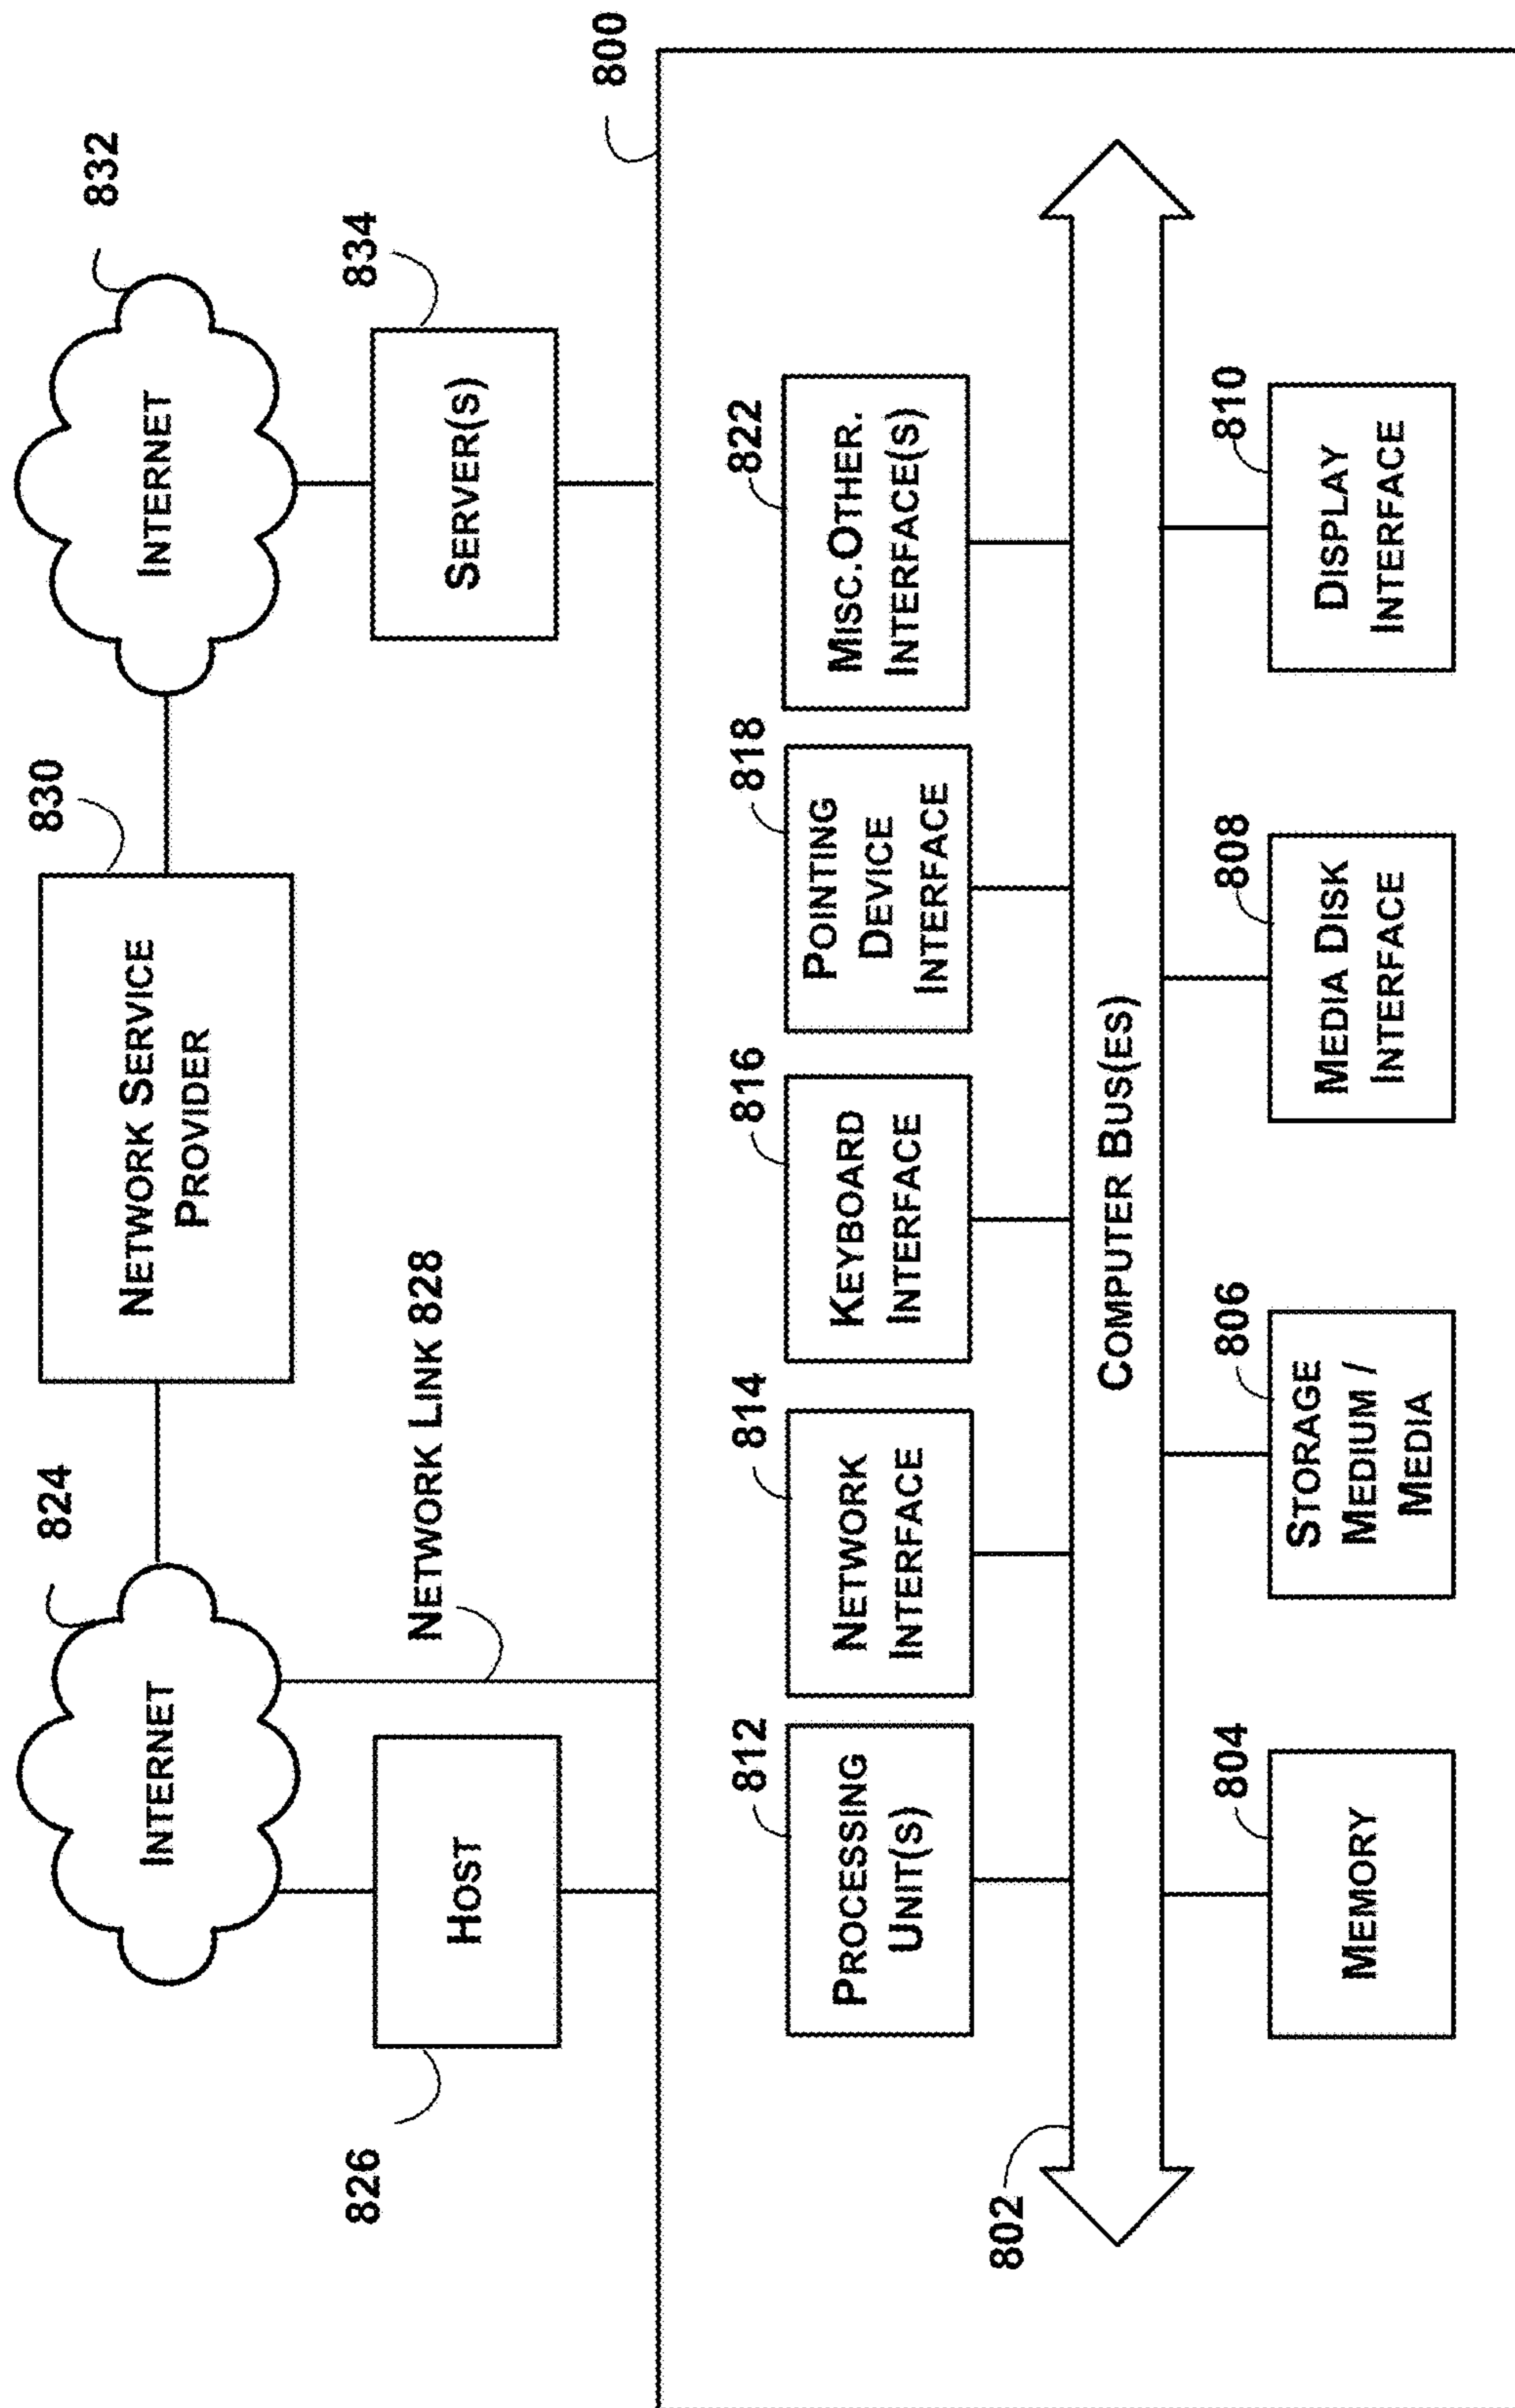 824
830
832
INTERNET
NETWORK SERVICE
PROVIDER
INTERNET
826
HOST
NETWORK LINK 828
834
SERVER(S)
800
812
PROCESSING
UNIT(S)
814
NETWORK
INTERFACE
816
KEYBOARD
INTERFACE
818
POINTING
DEVICE
INTERFACE
822
MISC.OTHER.
INTERFACE(S)
802
COMPUTER BUS(ES)
804
MEMORY
806
STORAGE
MEDIUM /
MEDIA
808
MEDIA DISK
INTERFACE
810
DISPLAY
INTERFACE